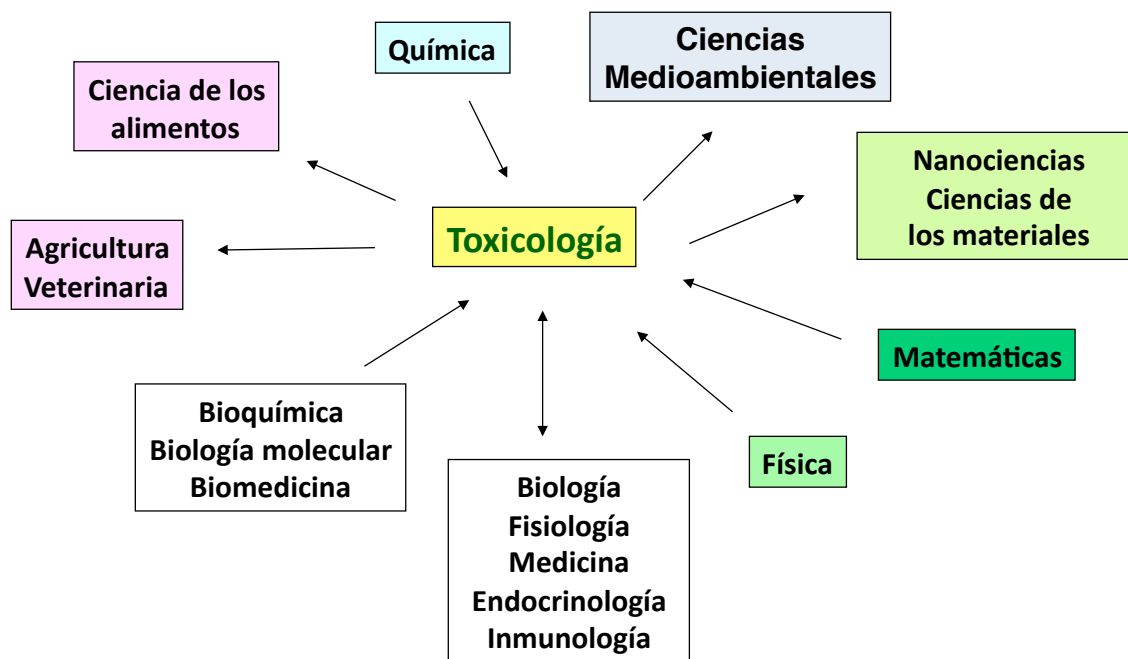 Química
Ciencias
Medioambientales
Ciencia de los
alimentos
Nanociencias
Ciencias de
los materiales
Toxicología
Agricultura
Veterinaria
Matemáticas
Bioquímica
Biología molecular
Biomedicina
Física
Biología
Fisiología
Medicina
Endocrinología
Inmunología